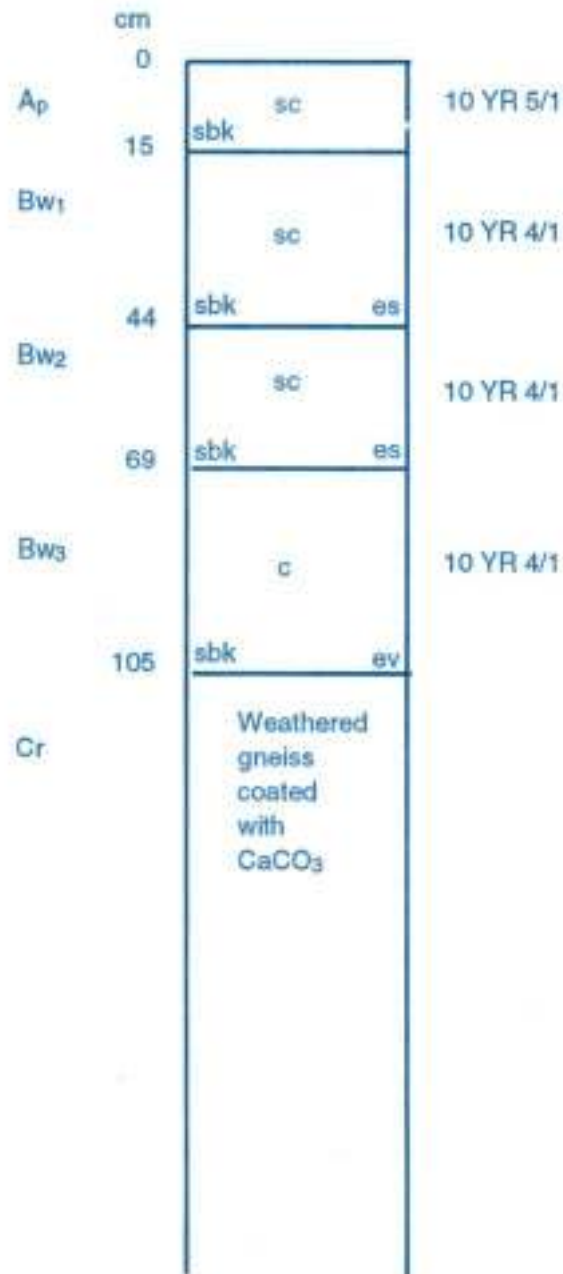 cm
0
Ap
sc
10 YR 5/1
sbk
15
Bw1
sc
10 YR 4/1
sbk
es
44
Bw2
sc
10 YR 4/1
sbk
es
69
Bw3
c
10 YR 4/1
sbk
ev
105
Cr
Weathered
gneiss
coated
with
CaCO3